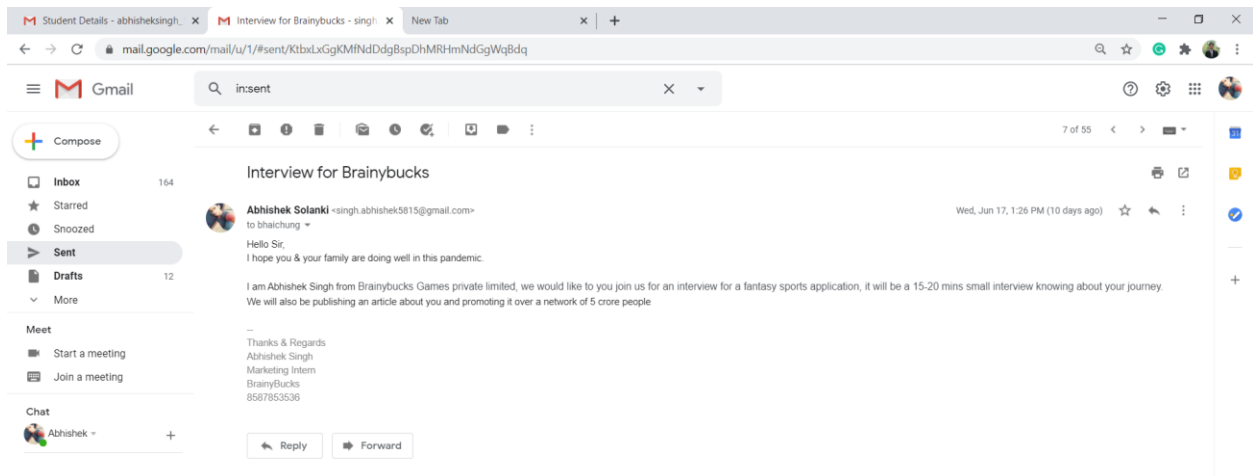 Student Details - abhisheksingh_
Interview for Brainybucks - singh
New Tab
mail.google.com/mail/u/1/#sent/KtbxLxGgKMfNdDdgBspDhMRHmNdGgWqBdq
Gmail
in:sent
Compose
7 of 55
31
Inbox 164
Starred
Snoozed
Sent
Drafts 12
More
Meet
Start a meeting
Join a meeting
Chat
Abhishek
Interview for Brainybucks
Abhishek Solanki <singh.abhishek5815@gmail.com>
Wed, Jun 17, 1:26 PM (10 days ago)
to bhaichung
Hello Sir,
I hope you & your family are doing well in this pandemic.
I am Abhishek Singh from Brainybucks Games private limited, we would like to you join us for an interview for a fantasy sports application, it will be a 15-20 mins small interview knowing about your journey.
We will also be publishing an article about you and promoting it over a network of 5 crore people
--
Thanks & Regards
Abhishek Singh
Marketing Intern
BrainyBucks
8587853536
Reply
Forward